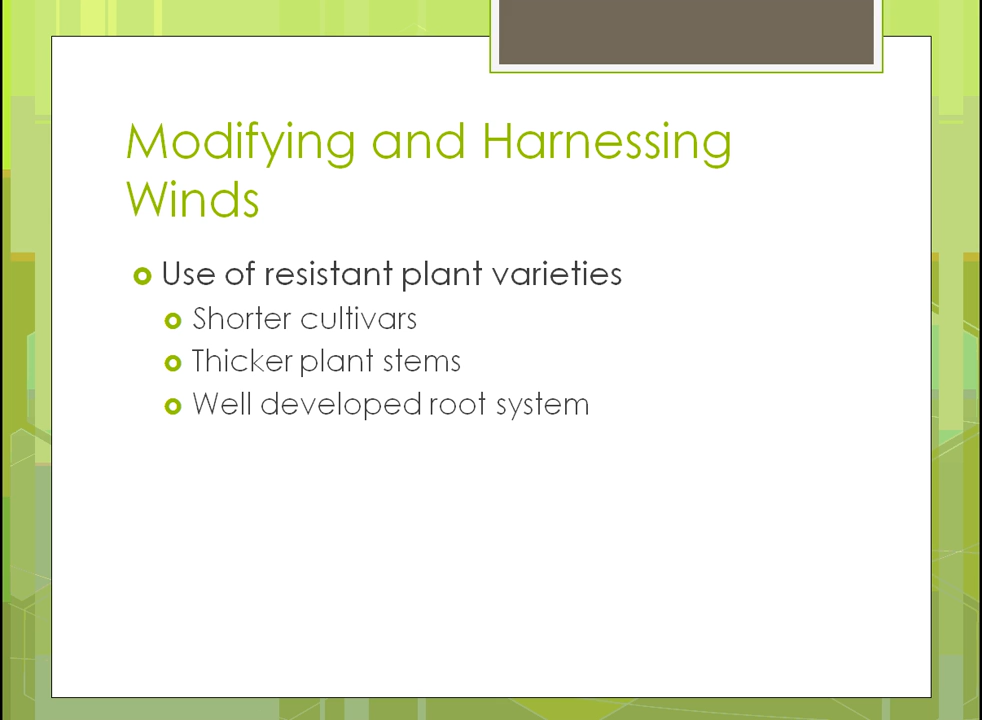 Modifying and Harnessing
Winds
Use of resistant plant varieties
Shorter cultivars
Thicker plant stems
Well developed root system